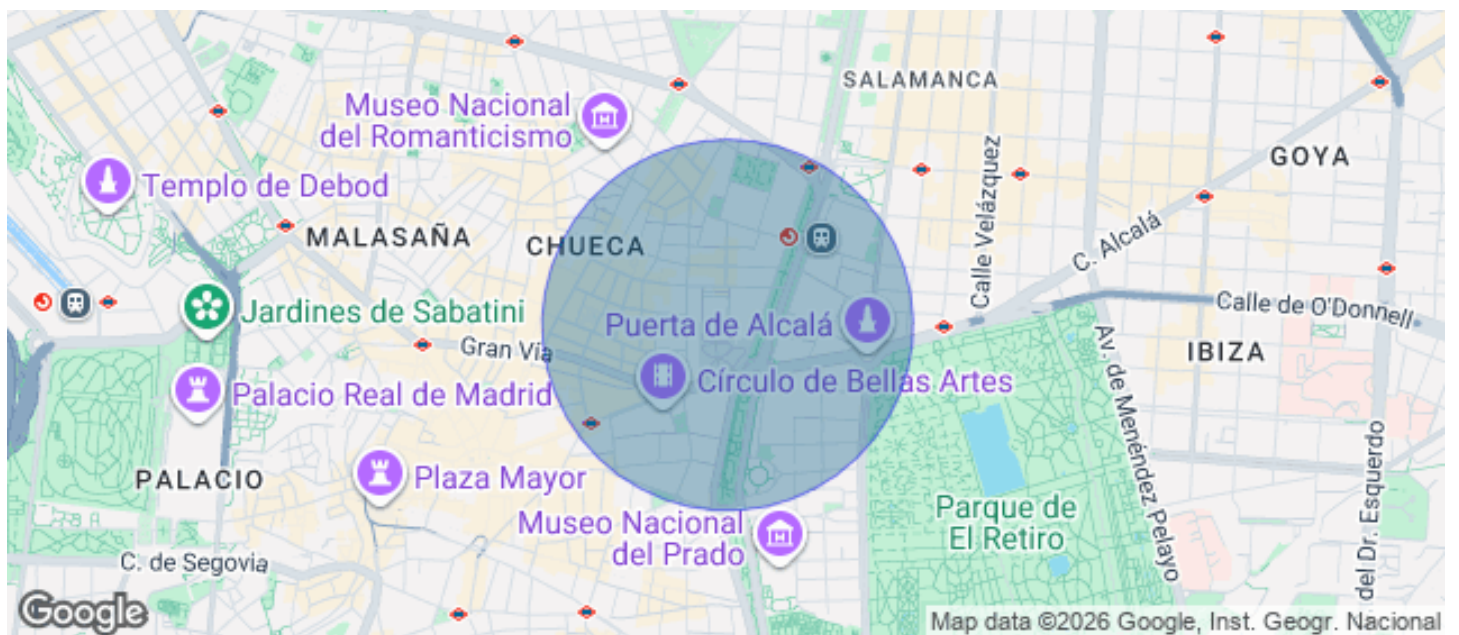 SALAMANCA
Museo Nacional
del Romanticismo
GOYA
Templo de Debod
Calle Velázquez
MALASAÑA
CHUECA
C. Alcalá
Jardines de Sabatini
Puerta de Alcalá
Calle de O'Donnell
Gran Vía
IBIZA
Palacio Real de Madrid
Círculo de Bellas Artes
Av. de Menéndez Pelayo
PALACIO
Plaza Mayor
Museo Nacional
del Prado
Parque de
El Retiro
del Dr. Esquerdo
C. de Segovia
Google
Map data ©2026 Google, Inst. Geogr. Nacional